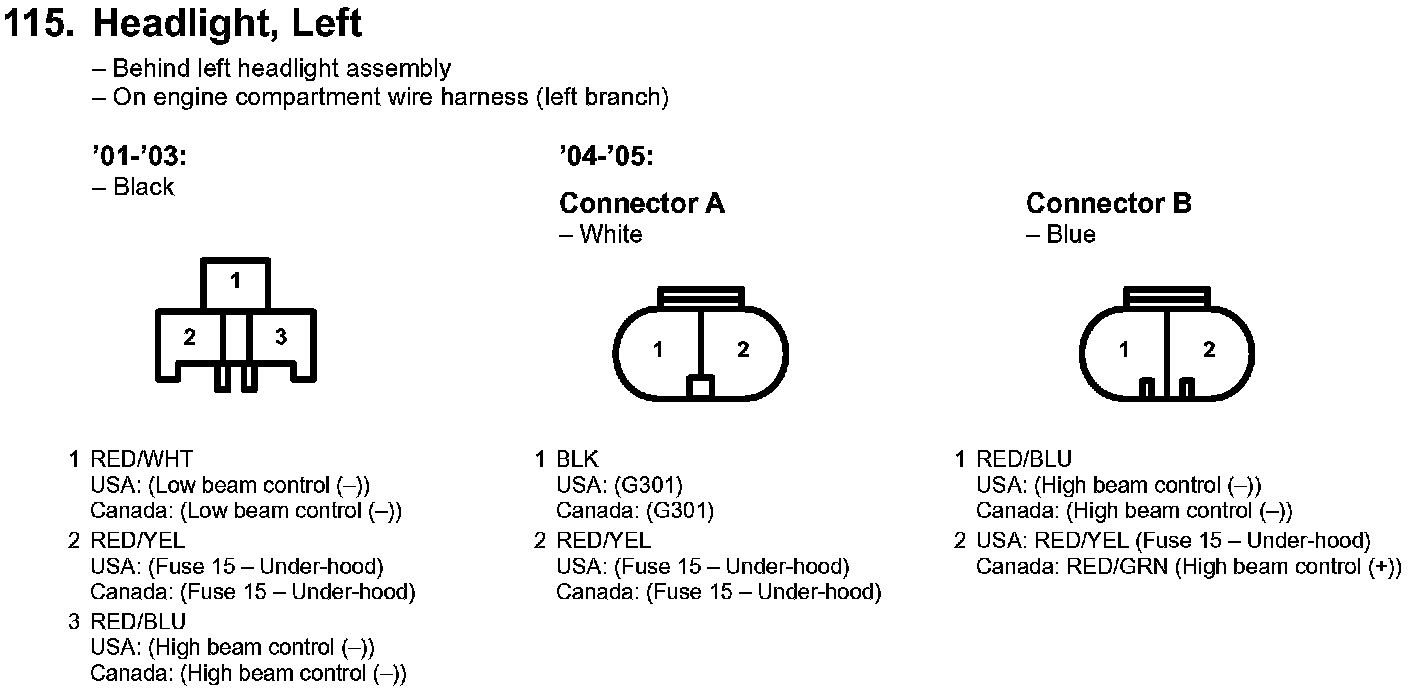 115. Headlight, Left
– Behind left headlight assembly
– On engine compartment wire harness (left branch)
’01-’03:
– Black
1
2
3
1 RED/WHT
USA: (Low beam control (–))
Canada: (Low beam control (–))
2 RED/YEL
USA: (Fuse 15 – Under-hood)
Canada: (Fuse 15 – Under-hood)
3 RED/BLU
USA: (High beam control (–))
Canada: (High beam control (–))
’04-’05:
Connector A
– White
1 2
1 BLK
USA: (G301)
Canada: (G301)
2 RED/YEL
USA: (Fuse 15 – Under-hood)
Canada: (Fuse 15 – Under-hood)
Connector B
– Blue
1 2
1 RED/BLU
USA: (High beam control (–))
Canada: (High beam control (–))
2 USA: RED/YEL (Fuse 15 – Under-hood)
Canada: RED/GRN (High beam control (+))